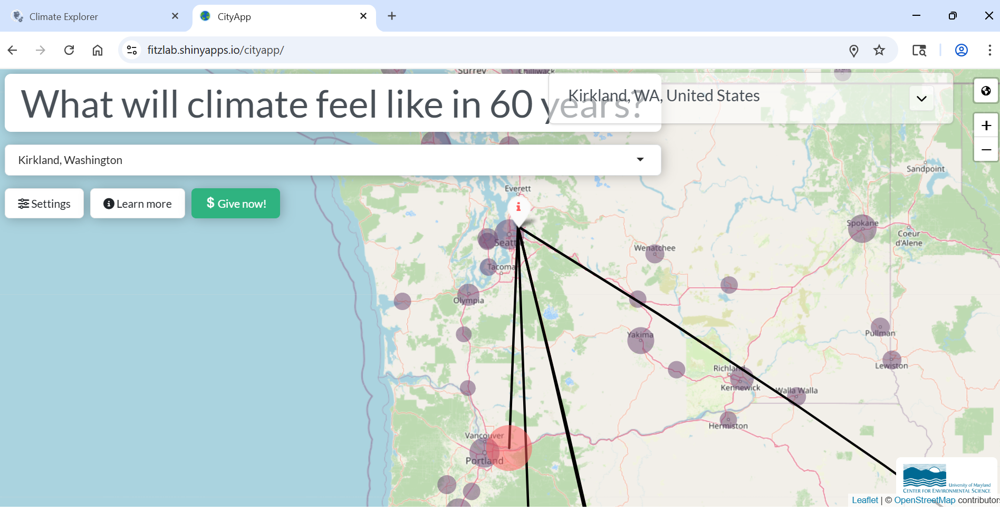 Climate Explorer
CityApp
fitzlab.shinyapps.io/cityapp/
Surrey
Chilliwack
What will climate feel like in 60 years?
Kirkland, WA, United States
Kirkland, Washington
Settings
Learn more
$ Give now!
+
−
Sandpoint
Everett
Spokane
Coeur
d'Alene
Wenatchee
Seatt
Tacoma
Olympia
Yakima
Pullman
Lewiston
Richland
Kennewick
Walla Walla
Hermiston
Vancouver
Portland
University of Maryland
CENTER FOR ENVIRONMENTAL SCIENCE
Leaflet | © OpenStreetMap contributors